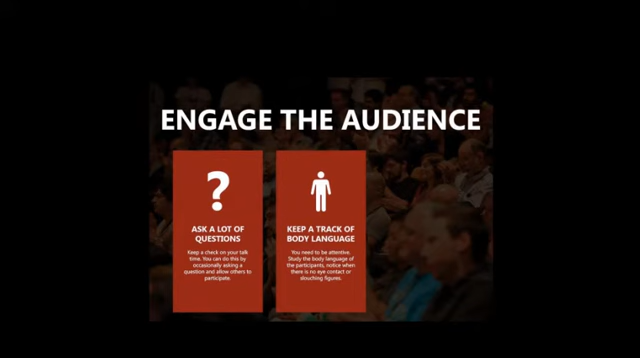 ENGAGE THE AUDIENCE
?
ASK A LOT OF
QUESTIONS
Keep a check on your talk
time. You can do this by
occasionally asking a
question and allow others to
participate.
KEEP A TRACK OF
BODY LANGUAGE
You need to be attentive.
Study the body language of
the participants, notice when
there is no eye contact or
slouching figures.